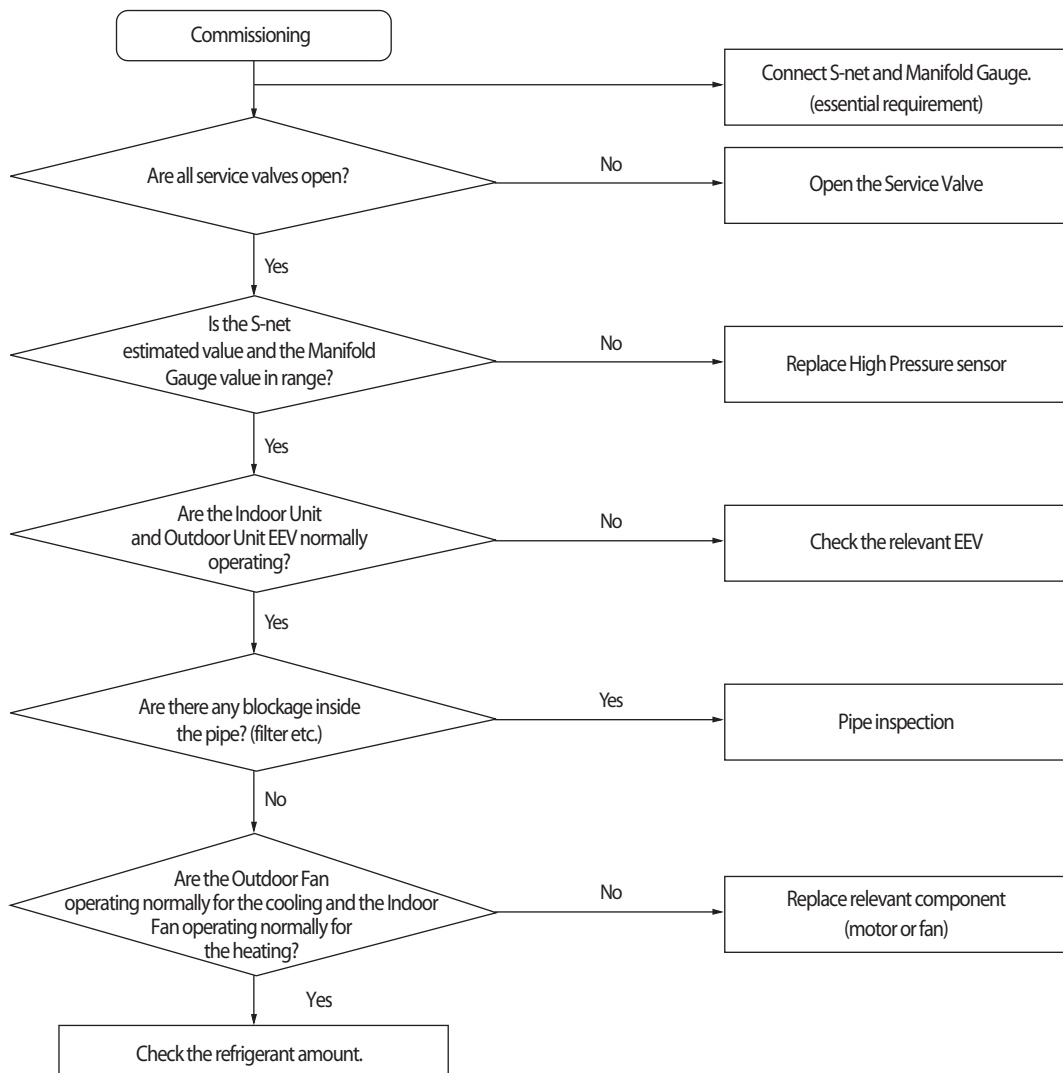 Commissioning
Connect S-net and Manifold Gauge.
(essential requirement)
Are all service valves open?
No
Open the Service Valve
Yes
Is the S-net
estimated value and the Manifold
Gauge value in range?
No
Replace High Pressure sensor
Yes
Are the Indoor Unit
and Outdoor Unit EEV normally
operating?
No
Check the relevant EEV
Yes
Are there any blockage inside
the pipe? (filter etc.)
Yes
Pipe inspection
No
Are the Outdoor Fan
operating normally for the cooling and the Indoor
Fan operating normally for
the heating?
No
Replace relevant component
(motor or fan)
Yes
Check the refrigerant amount.